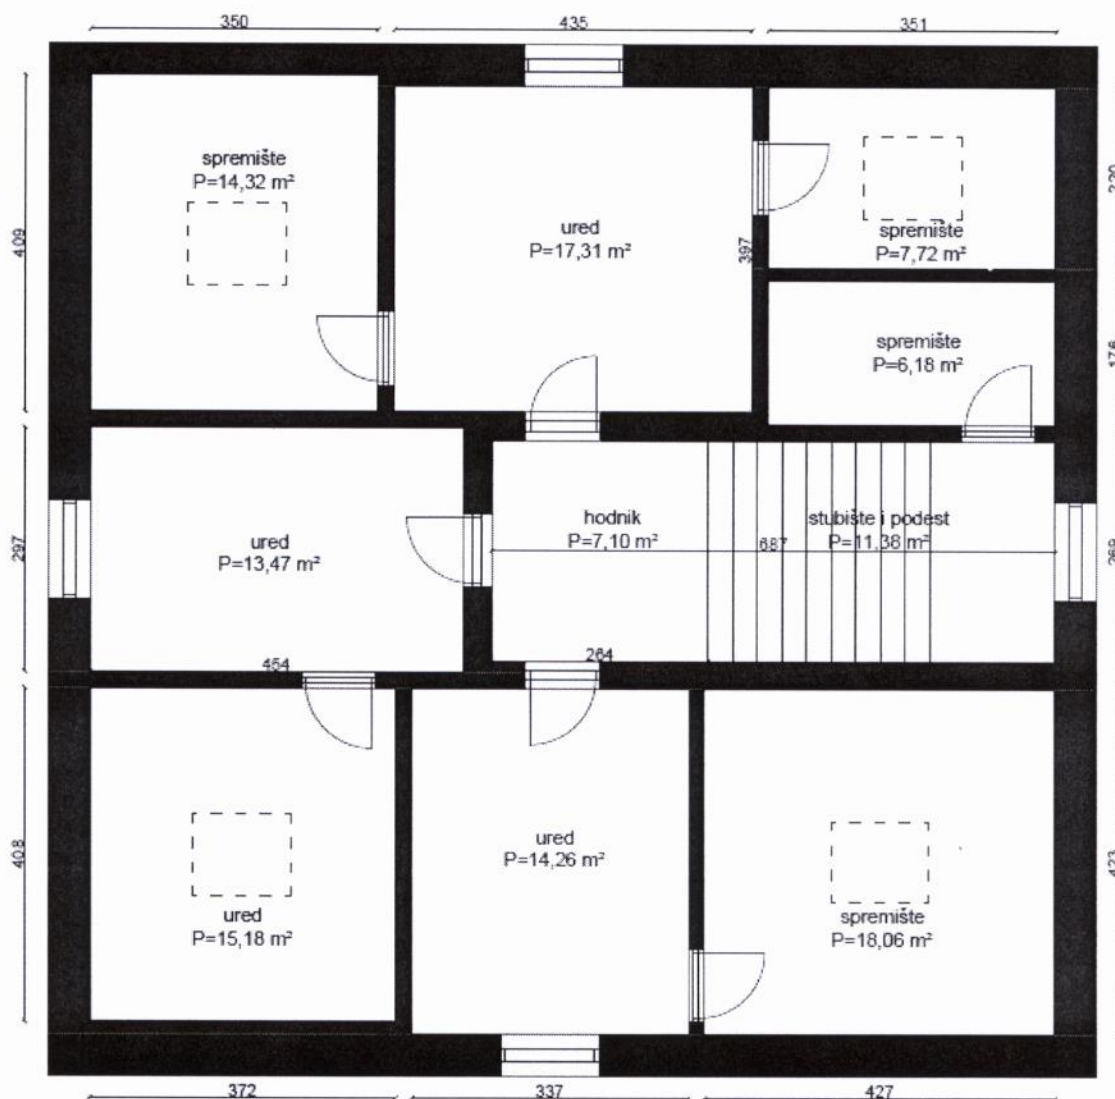 350
435
351
409
spremište
P=14,32 m²
ured
P=17,31 m²
397
spremište
P=7,72 m²
220
spremište
P=6,18 m²
176
297
ured
P=13,47 m²
454
hodnik
P=7,10 m²
687
stubište i podest
P=11,38 m²
264
269
408
ured
P=15,18 m²
ured
P=14,26 m²
spremište
P=18,06 m²
423
372
337
427